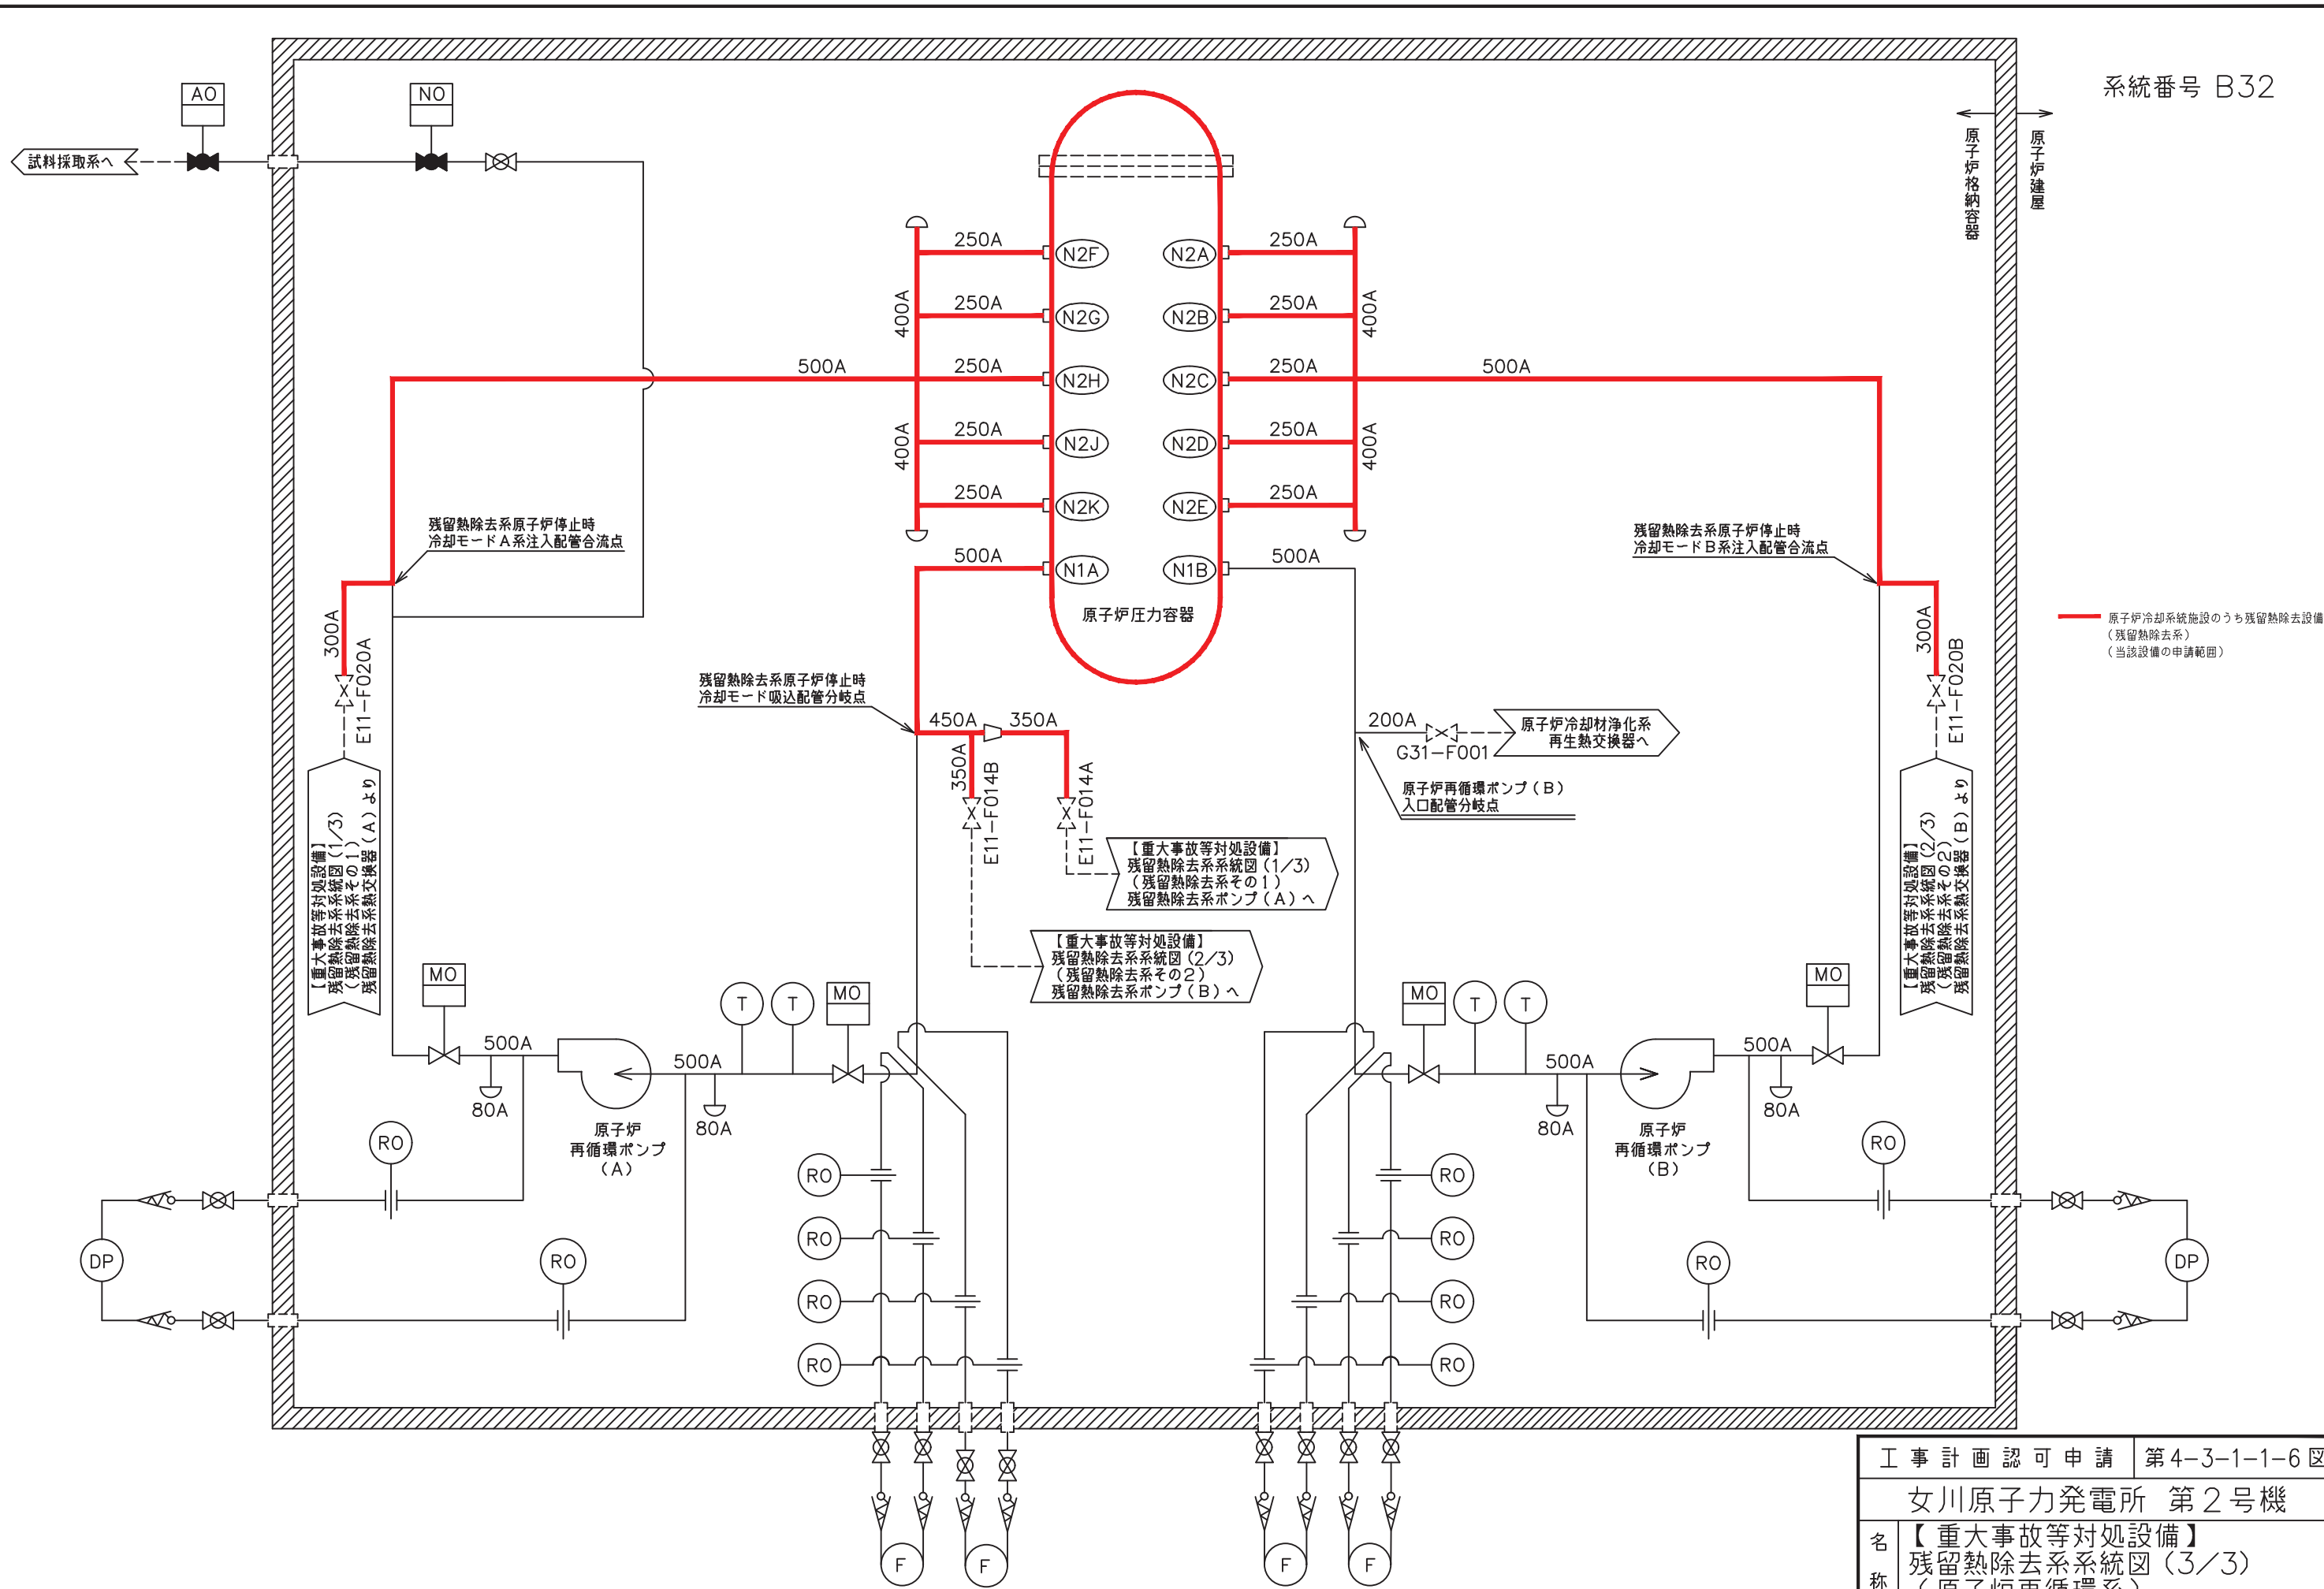 系統番号 B32
AO
NO
試料採取系へ
原子炉格納容器
原子炉建屋
250A
N2F
N2A
250A
400A
250A
N2G
N2B
250A
400A
500A
250A
N2H
N2C
250A
500A
400A
250A
N2J
N2D
250A
400A
250A
N2K
N2E
250A
500A
N1A
N1B
500A
原子炉圧力容器
残留熱除去系原子炉停止時
冷却モードA系注入配管合流点
残留熱除去系原子炉停止時
冷却モードB系注入配管合流点
300A
E11-F020A
300A
E11-F020B
原子炉冷却系統施設のうち残留熱除去設備
(残留熱除去系)
(当該設備の申請範囲)
残留熱除去系原子炉停止時
冷却モード吸込配管分岐点
450A
350A
350A
E11-F014B
E11-F014A
200A
G31-F001
原子炉冷却材浄化系
再生熱交換器へ
原子炉再循環ポンプ(B)
入口配管分岐点
【重大事故等対処設備】
残留熱除去系系統図(1/3)
(残留熱除去系その1)
残留熱除去系熱交換器(A)より
【重大事故等対処設備】
残留熱除去系系統図(1/3)
(残留熱除去系その1)
残留熱除去系ポンプ(A)へ
【重大事故等対処設備】
残留熱除去系系統図(2/3)
(残留熱除去系その2)
残留熱除去系ポンプ(B)へ
【重大事故等対処設備】
残留熱除去系系統図(2/3)
(残留熱除去系その2)
残留熱除去系熱交換器(B)より
MO
500A
80A
500A
T
T
MO
80A
原子炉
再循環ポンプ
(A)
MO
T
T
500A
80A
500A
MO
80A
原子炉
再循環ポンプ
(B)
RO
RO
DP
RO
RO
RO
RO
RO
RO
RO
RO
RO
RO
DP
F
F
F
F
工事計画認可申請
第4-3-1-1-6図
女川原子力発電所 第2号機
名称
【重大事故等対処設備】
残留熱除去系系統図(3/3)
(原子炉再循環系)